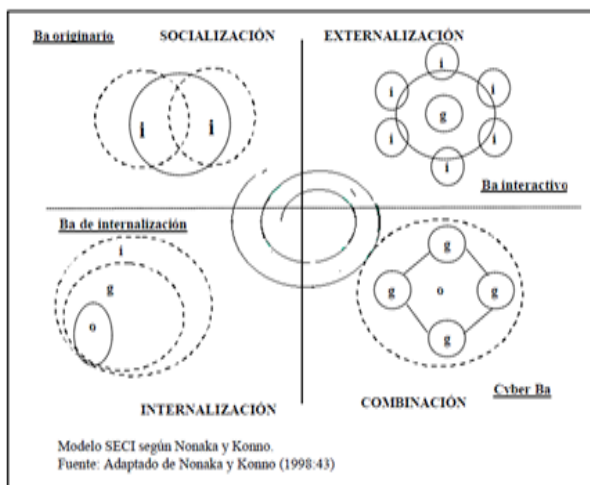 Ba originario SOCIALIZACIÓN EXTERNALIZACIÓN
i i
i
i i
g
i i
i
Ba interactivo
Ba de internalización
i
g
o
g
g o g
g
Cyber Ba
INTERNALIZACIÓN COMBINACIÓN
Modelo SECI según Nonaka y Konno.
Fuente: Adaptado de Nonaka y Konno (1998:43)